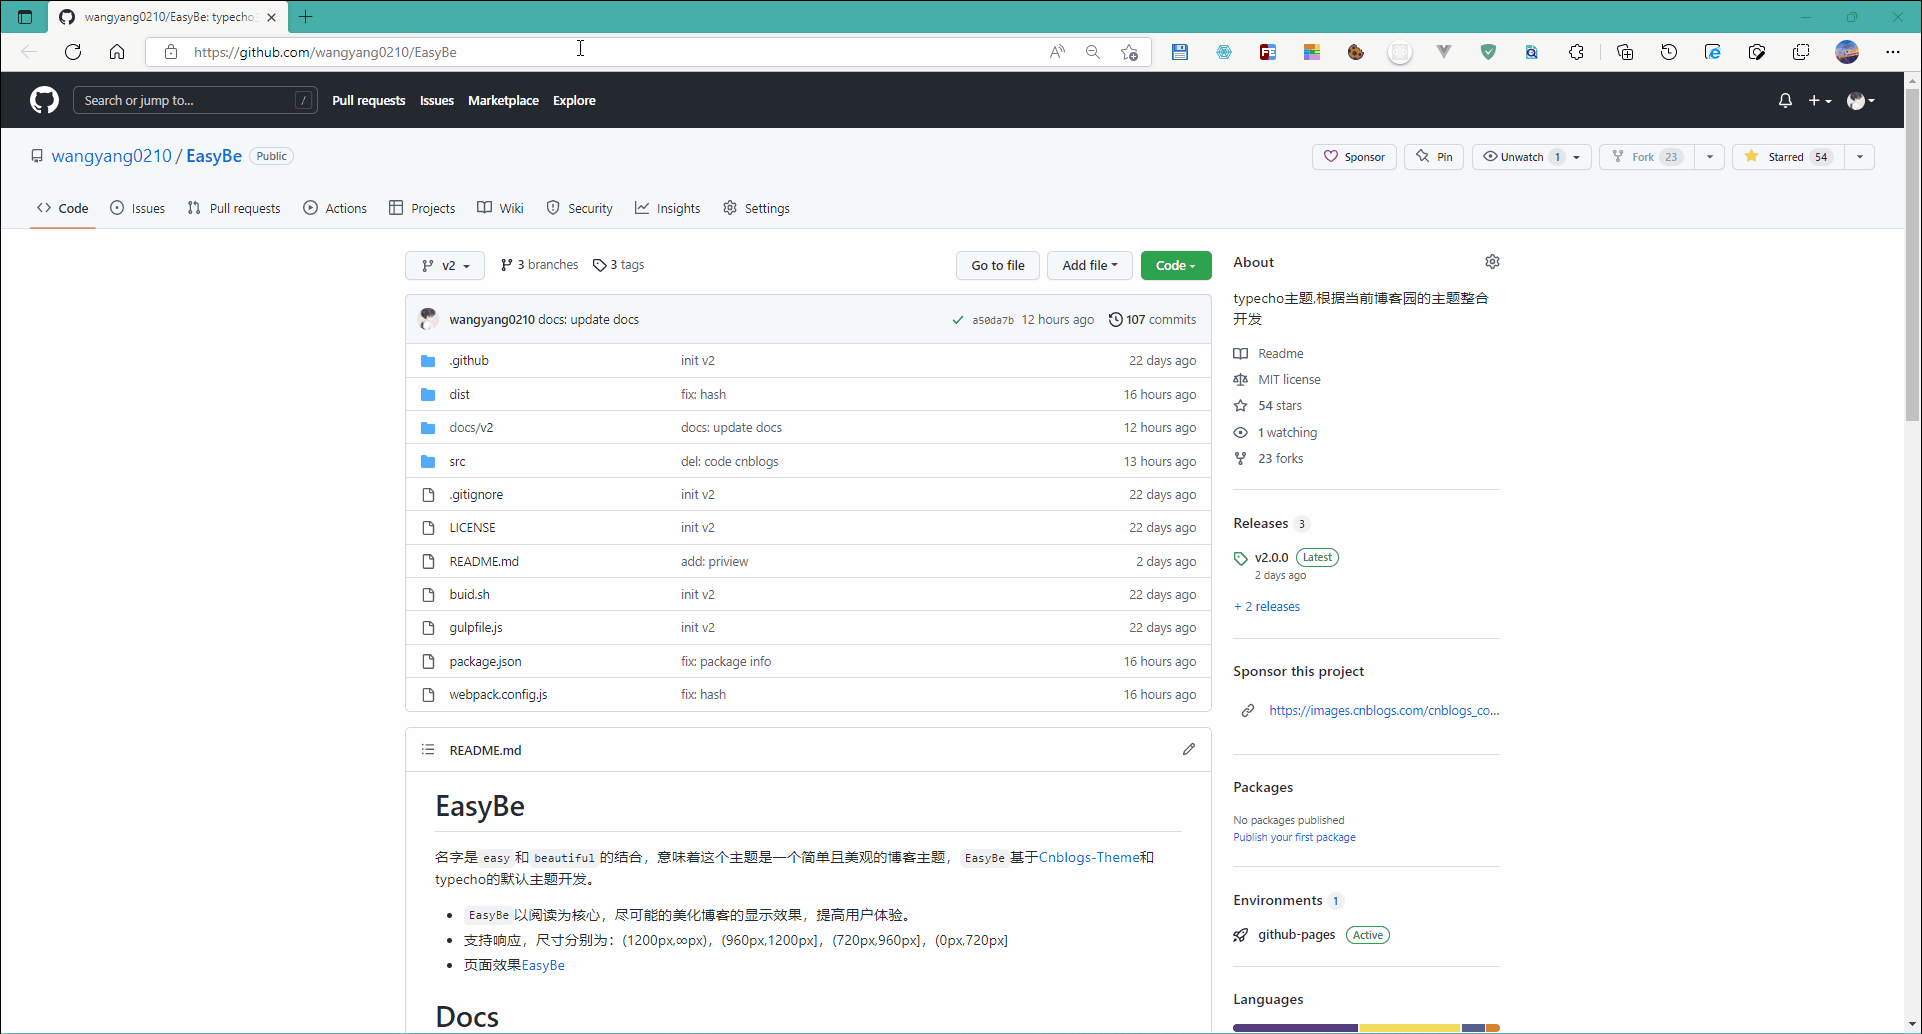 wangyang0210/EasyBe: typecho
https://github.com/wangyang0210/EasyBe
Search or jump to... /
Pull requests Issues Marketplace Explore
wangyang0210 / EasyBe Public
Sponsor Pin Unwatch 1 Fork 23 Starred 54
Code Issues Pull requests Actions Projects Wiki Security Insights Settings
v2 3 branches 3 tags Go to file Add file Code
wangyang0210 docs: update docs a50da7b 12 hours ago 107 commits
.github init v2 22 days ago
dist fix: hash 16 hours ago
docs/v2 docs: update docs 12 hours ago
src del: code cnblogs 13 hours ago
.gitignore init v2 22 days ago
LICENSE init v2 22 days ago
README.md add: priview 2 days ago
buid.sh init v2 22 days ago
gulpfile.js init v2 22 days ago
package.json fix: package info 16 hours ago
webpack.config.js fix: hash 16 hours ago
README.md
EasyBe
名字是 easy 和 beautiful 的结合，意味着这个主题是一个简单且美观的博客主题， EasyBe 基于Cnblogs-Theme和
typecho的默认主题开发。
EasyBe 以阅读为核心，尽可能的美化博客的显示效果，提高用户体验。
支持响应，尺寸分别为：(1200px,∞px)，(960px,1200px]，(720px,960px]，(0px,720px]
页面效果EasyBe
Docs
About
typecho主题,根据当前博客园的主题整合
开发
Readme
MIT license
54 stars
1 watching
23 forks
Releases 3
v2.0.0 Latest
2 days ago
+ 2 releases
Sponsor this project
https://images.cnblogs.com/cnblogs_co...
Packages
No packages published
Publish your first package
Environments 1
github-pages Active
Languages